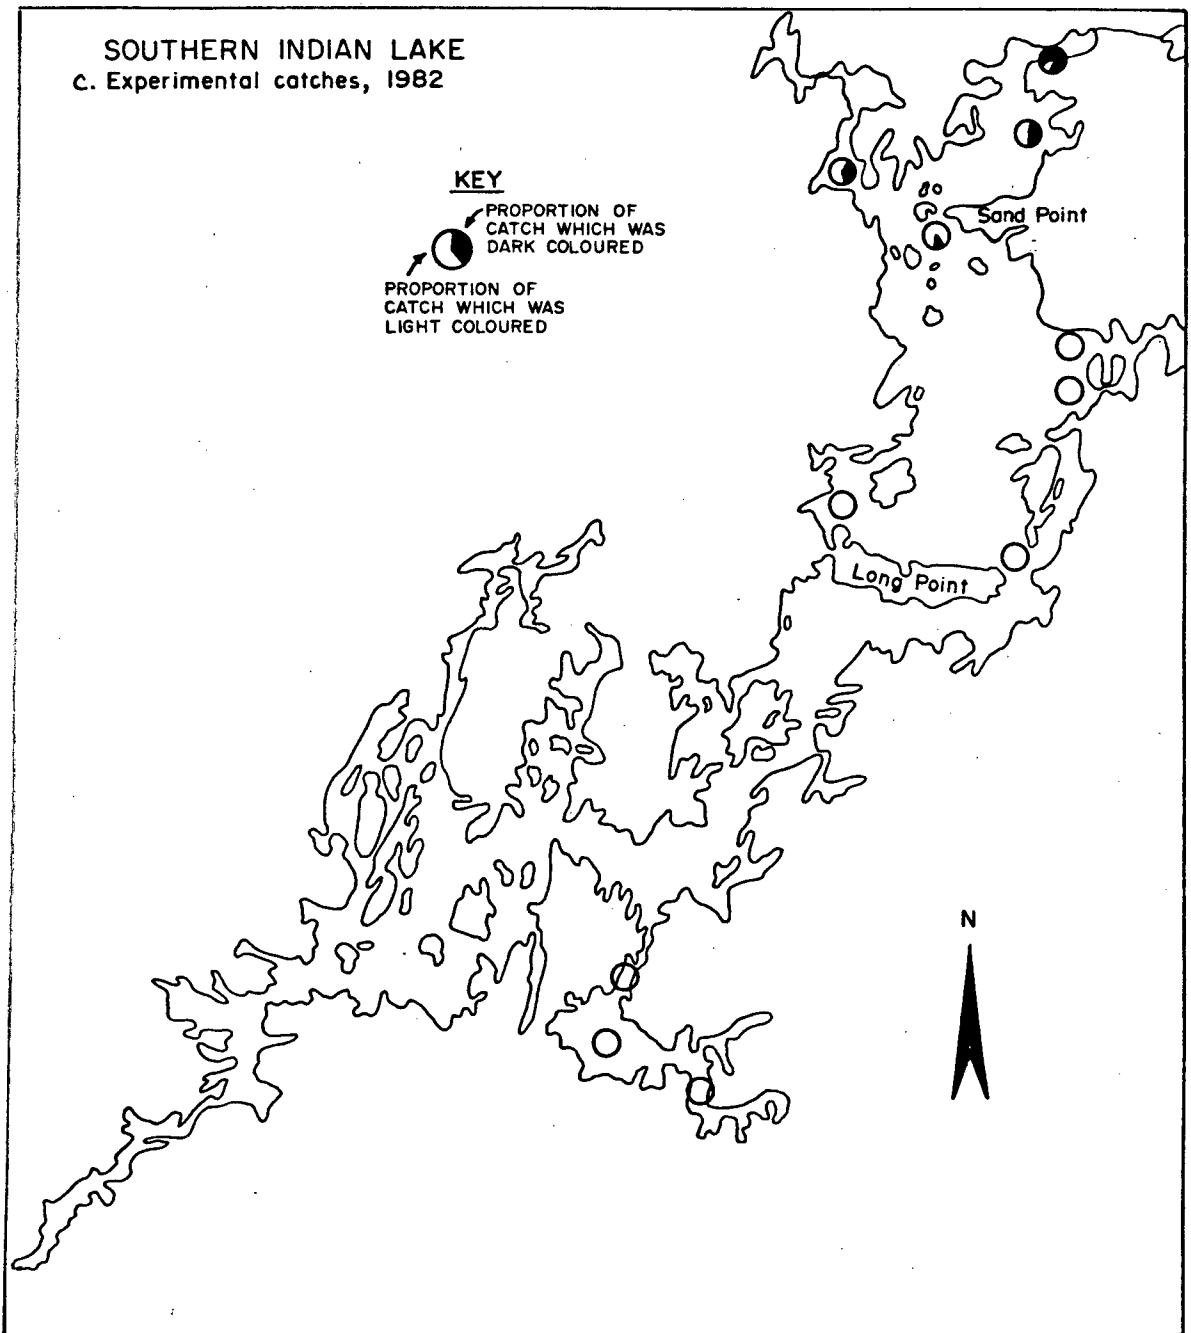 SOUTHERN INDIAN LAKE
c. Experimental catches, 1982
KEY
PROPORTION OF
CATCH WHICH WAS
DARK COLOURED
PROPORTION OF
CATCH WHICH WAS
LIGHT COLOURED
Sand Point
Long Point
N